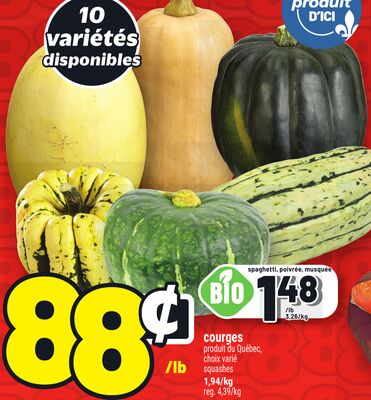 10
variétés
disponibles
produit
D'ICI
BIO
spaghetti, poivrée, musquée
1.48
/lb
3,26/kg
88¢
/lb
courges
produit du Québec,
choix varié
squashes
1,94/kg
reg. 4,39/kg